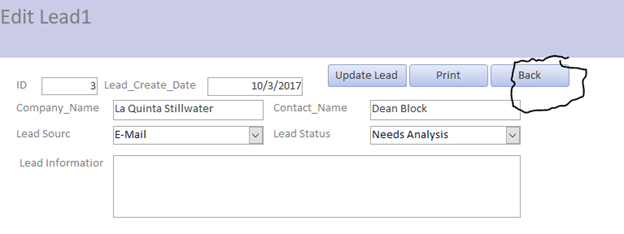 Edit Lead1
Update Lead Print Back
ID 3 Lead_Create_Date 10/3/2017
Company_Name La Quinta Stillwater Contact_Name Dean Block
Lead Sourc E-Mail Lead Status Needs Analysis
Lead Informatior